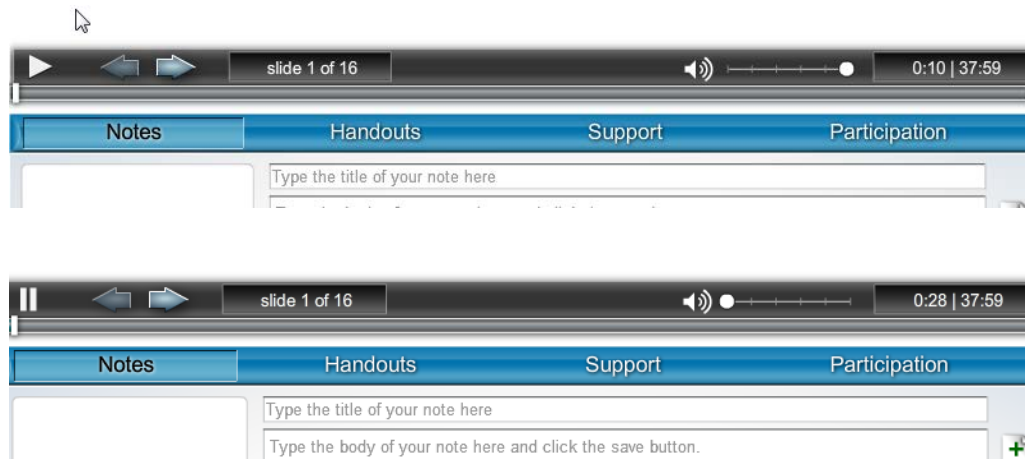 slide 1 of 16 0:10 | 37:59
Notes Handouts Support Participation
Type the title of your note here
slide 1 of 16 0:28 | 37:59
Notes Handouts Support Participation
Type the title of your note here
Type the body of your note here and click the save button.